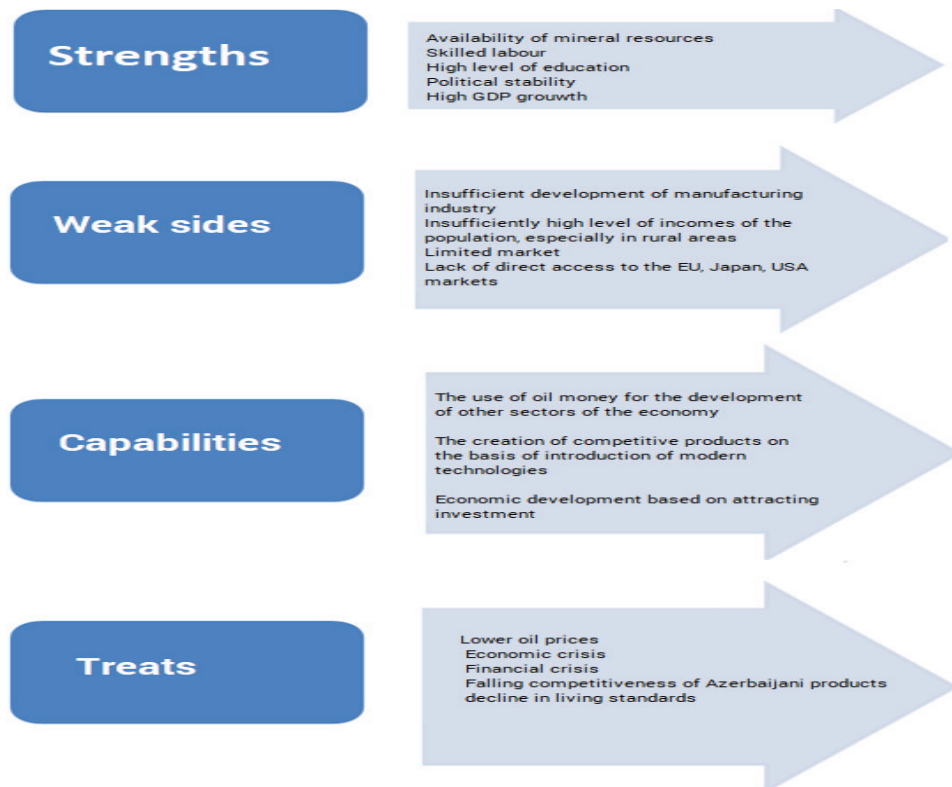 Strengths
Availability of mineral resources
Skilled labour
High level of education
Political stability
High GDP grouwth
Weak sides
Insufficient development of manufacturing
industry
Insufficiently high level of incomes of the
population, especially in rural areas
Limited market
Lack of direct access to the EU, Japan, USA
markets
Capabilities
The use of oil money for the development
of other sectors of the economy
The creation of competitive products on
the basis of introduction of modern
technologies
Economic development based on attracting
investment
Treats
Lower oil prices
Economic crisis
Financial crisis
Falling competitiveness of Azerbaijani products
decline in living standards